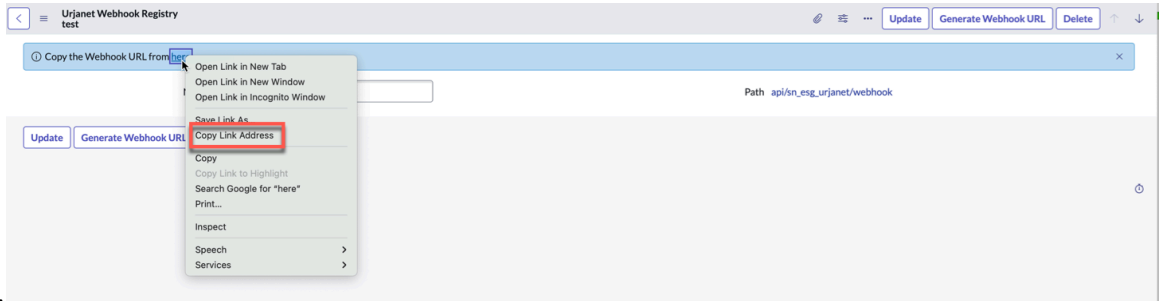 Urjanet Webhook Registry
test
Update
Generate Webhook URL
Delete
Copy the Webhook URL from here
Path api/sn_esg_urjanet/webhook
Update
Generate Webhook URL
Open Link in New Tab
Open Link in New Window
Open Link in Incognito Window
Save Link As
Copy Link Address
Copy
Copy Link to Highlight
Search Google for “here”
Print...
Inspect
Speech
Services